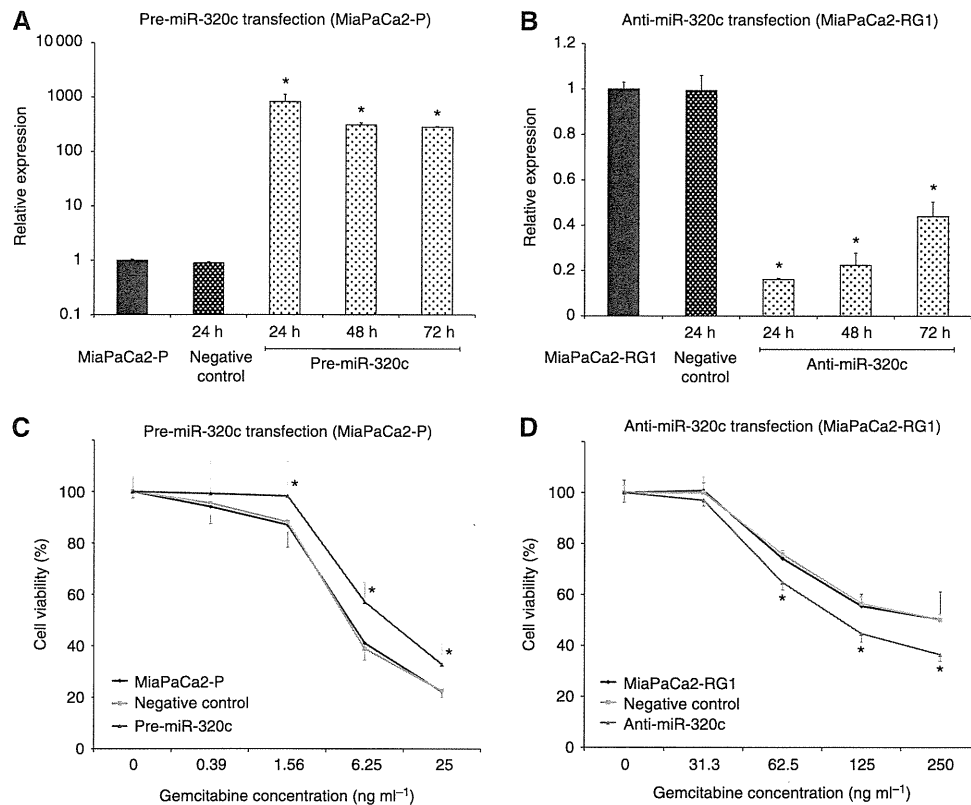 A
Pre-miR-320c transfection (MiaPaCa2-P)
Relative expression
10 000
1000
100
10
1
0.1
*
*
*
24 h
24 h
48 h
72 h
MiaPaCa2-P
Negative
control
Pre-miR-320c
B
Anti-miR-320c transfection (MiaPaCa2-RG1)
Relative expression
1.2
1
0.8
0.6
0.4
0.2
0
*
*
*
24 h
24 h
48 h
72 h
MiaPaCa2-RG1
Negative
control
Anti-miR-320c
C
Pre-miR-320c transfection (MiaPaCa2-P)
Cell viability (%)
100
80
60
40
20
0
*
*
*
MiaPaCa2-P
Negative control
Pre-miR-320c
0
0.39
1.56
6.25
25
Gemcitabine concentration (ng ml⁻¹)
D
Anti-miR-320c transfection (MiaPaCa2-RG1)
Cell viability (%)
100
80
60
40
20
0
*
*
*
MiaPaCa2-RG1
Negative control
Anti-miR-320c
0
31.3
62.5
125
250
Gemcitabine concentration (ng ml⁻¹)